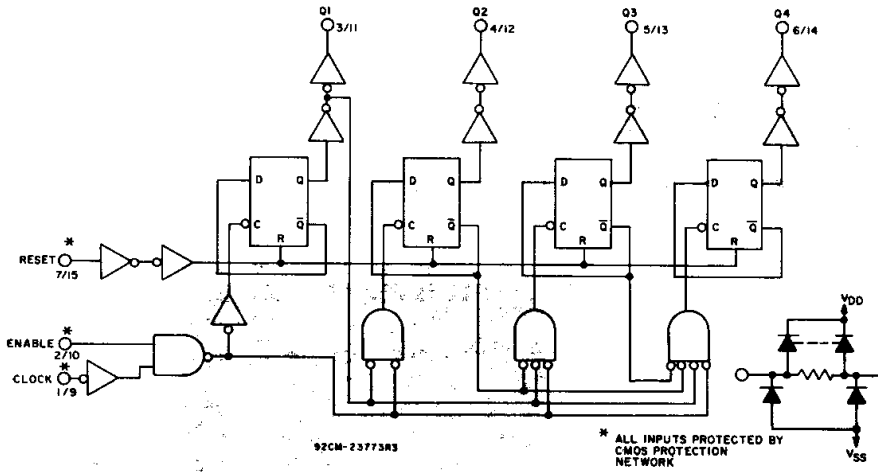 Q1 Q2 Q3 Q4
3/11 4/12 5/13 6/14
D Q D Q D Q D Q
C Q̅ C Q̅ C Q̅ C Q̅
R R R R
*
RESET
7/15
*
ENABLE
2/10
*
CLOCK
1/9
VDD
VSS
92CM-23773R3
* ALL INPUTS PROTECTED BY
CMOS PROTECTION
NETWORK